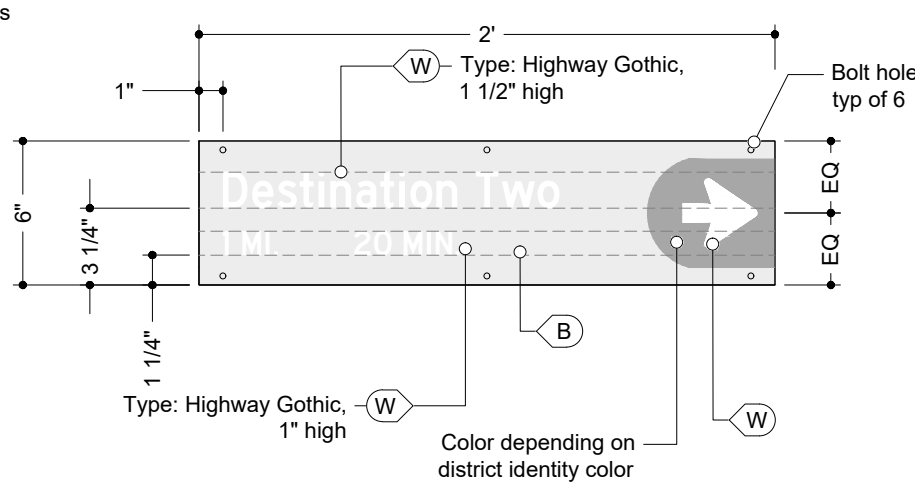 s
2'
W
Type: Highway Gothic,
1 1/2" high
Bolt hole
typ of 6
1"
6"
3 1/4"
1 1/4"
EQ
EQ
Destination Two
1 MI. 20 MIN.
B
Type: Highway Gothic,
1" high
W
W
Color depending on
district identity color